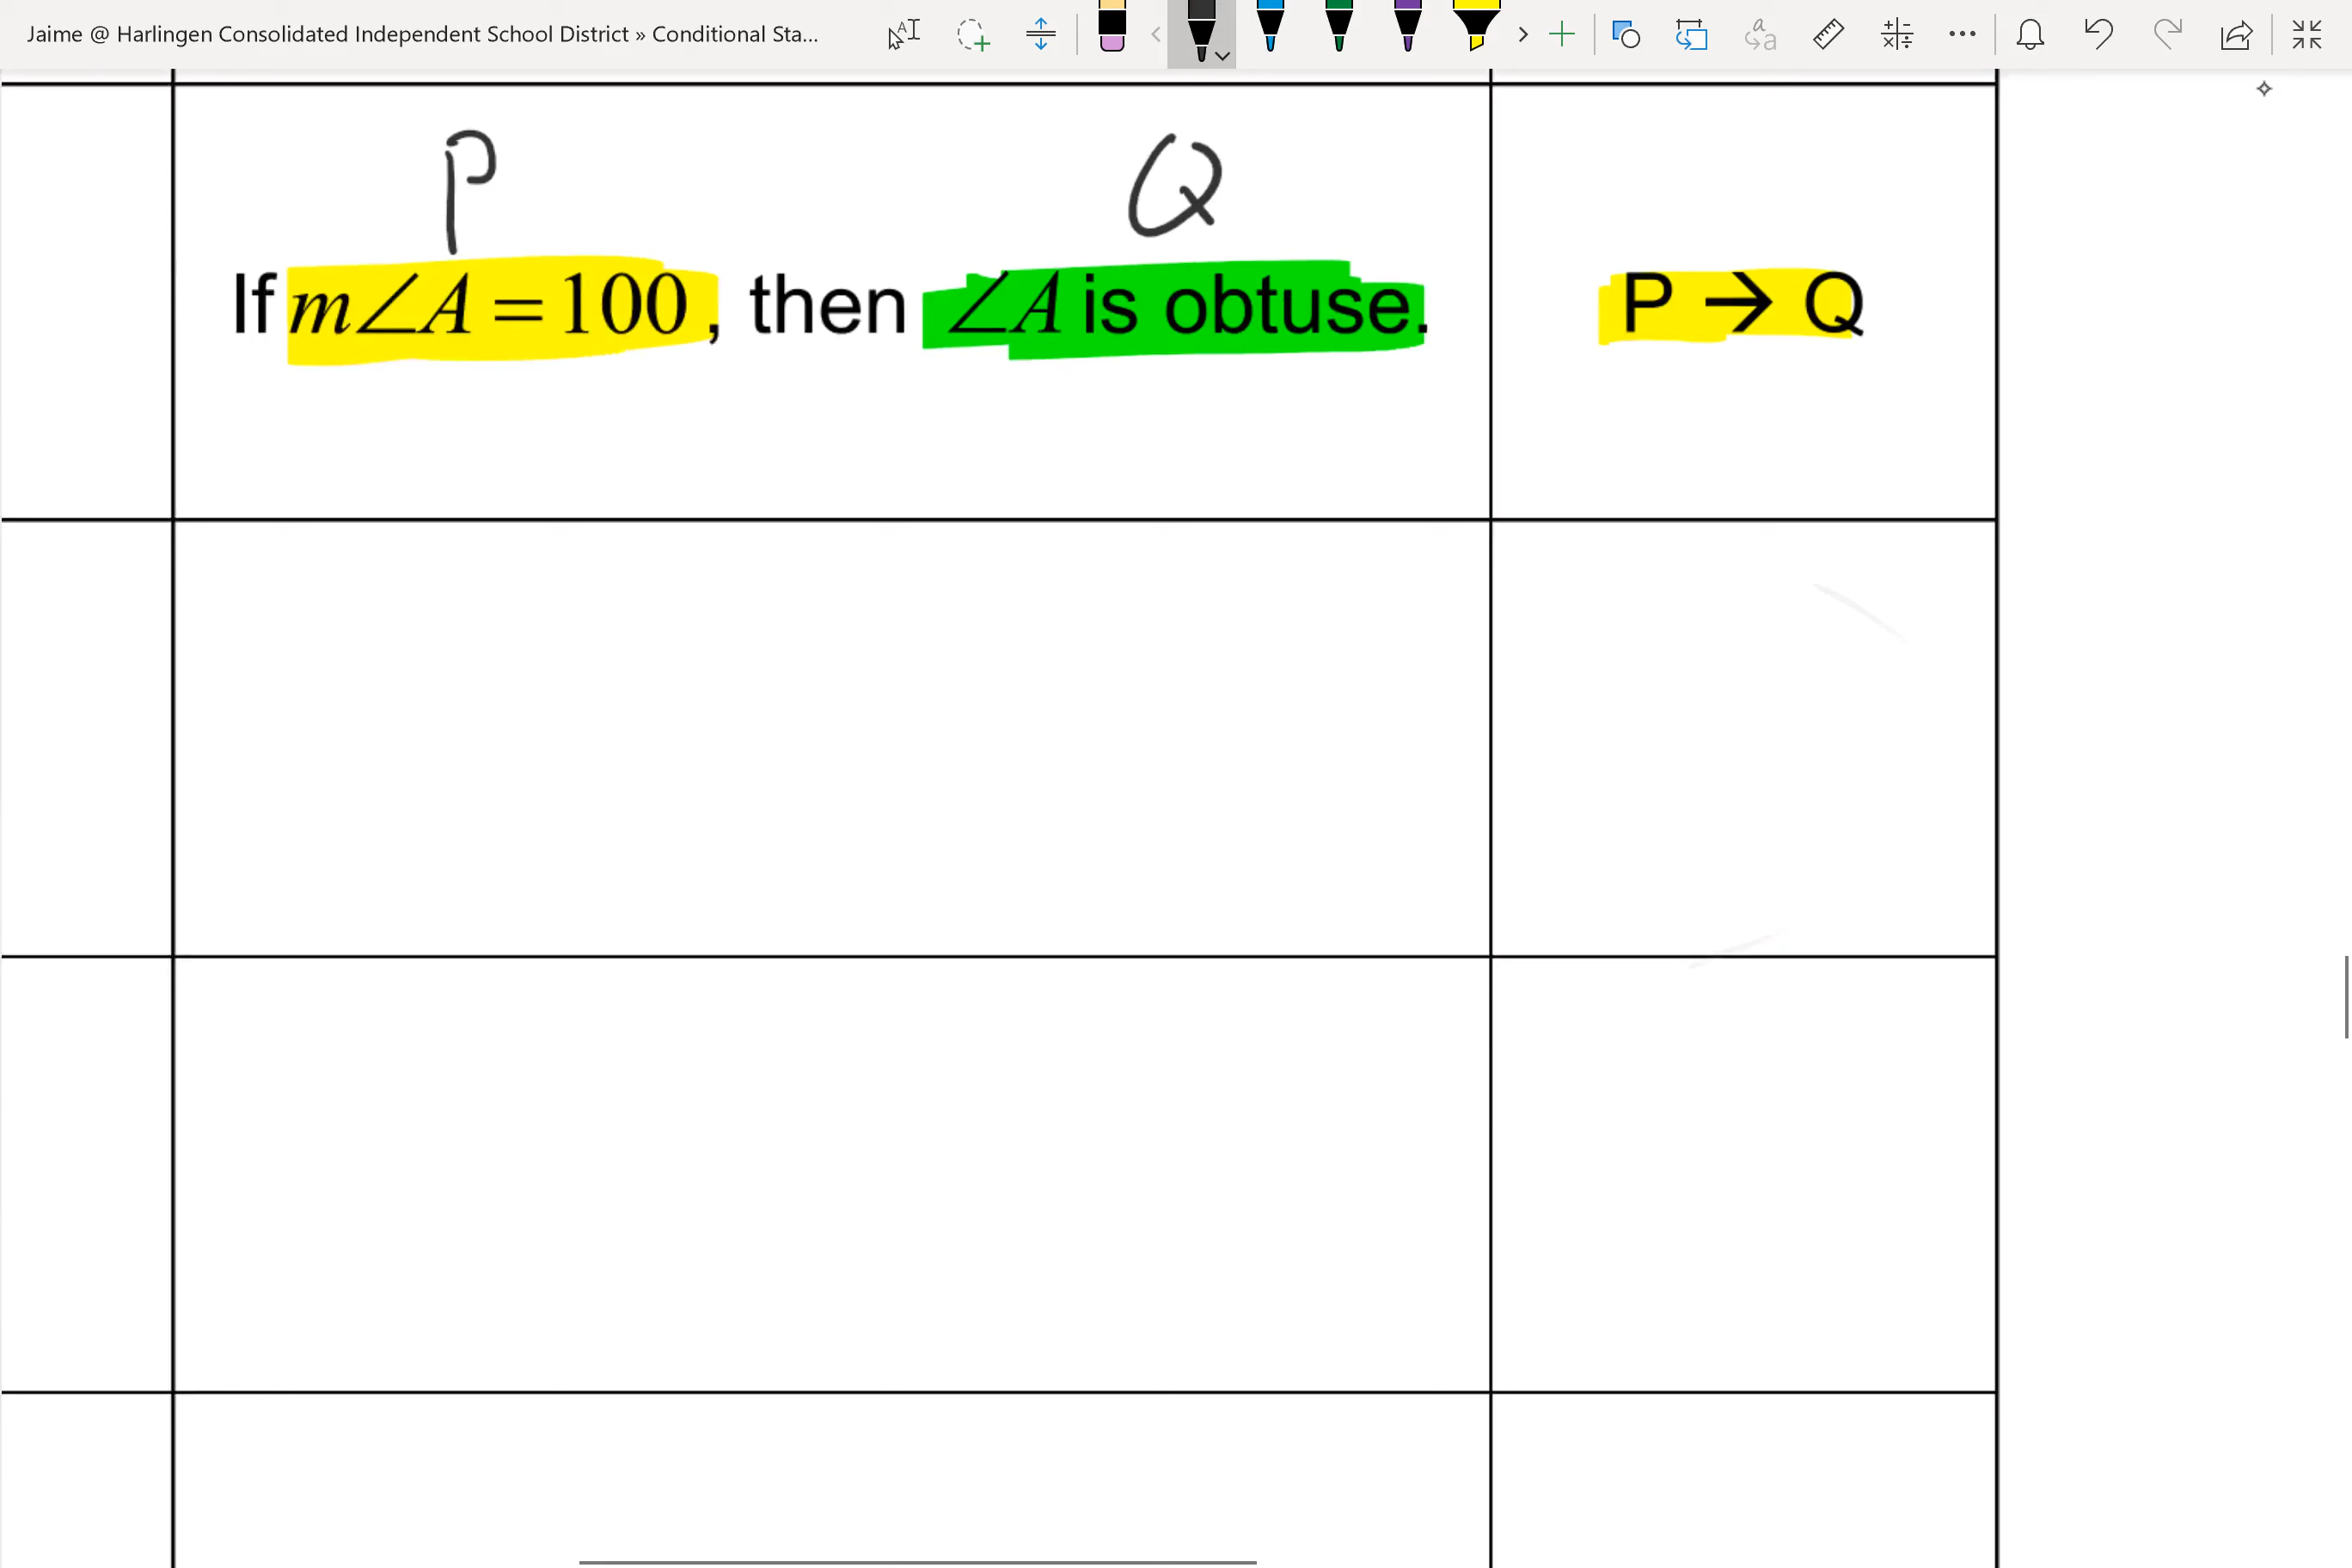 Jaime @ Harlingen Consolidated Independent School District » Conditional Sta...
P Q
If m∠A = 100, then ∠A is obtuse. P → Q